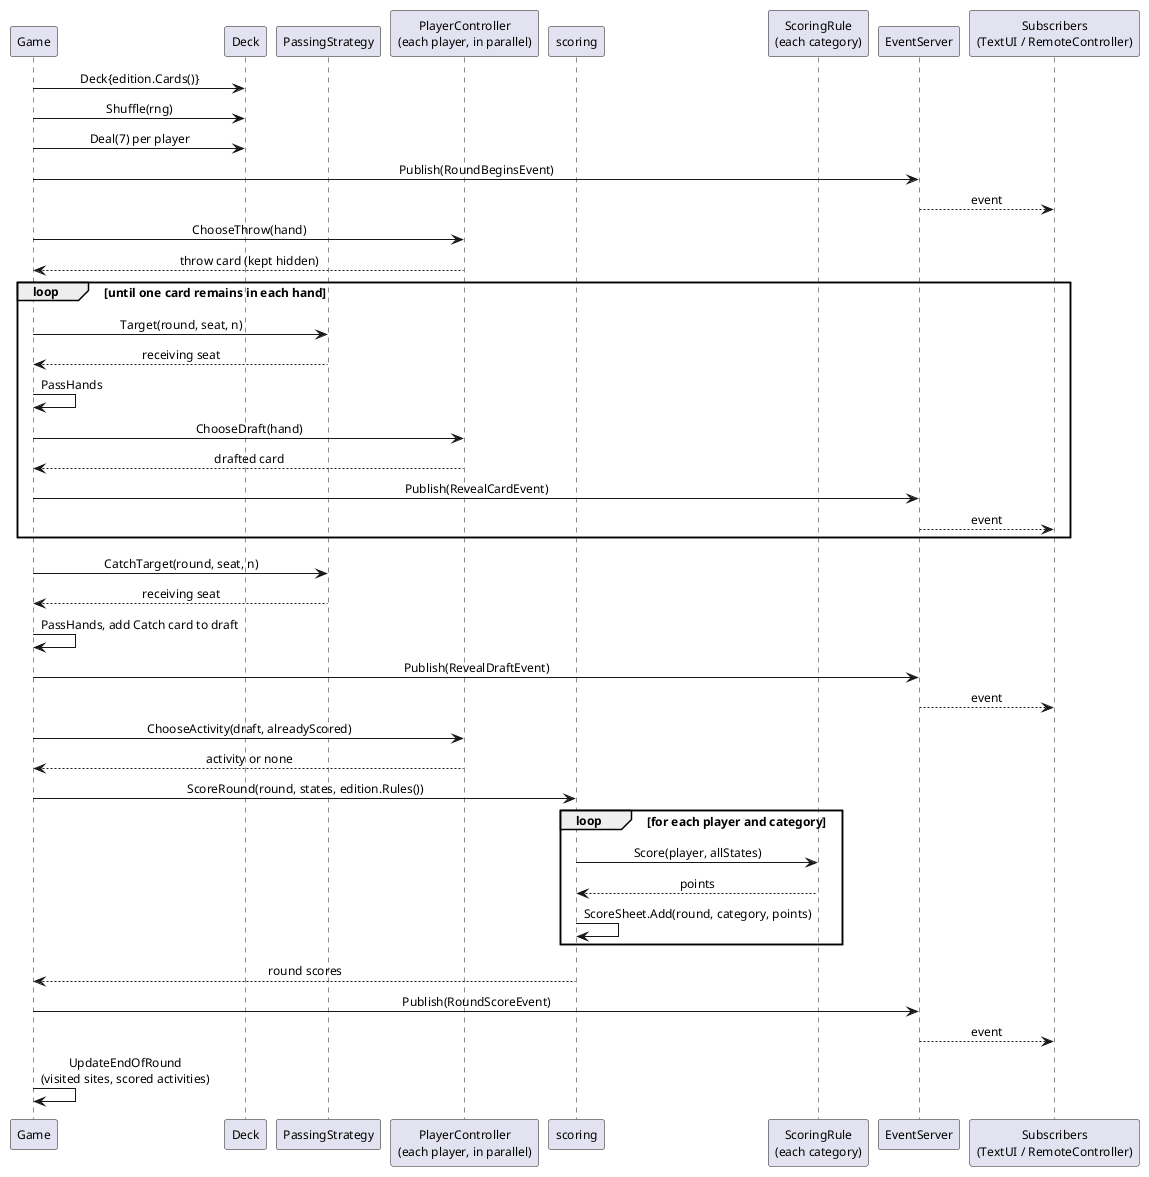 Game
Deck
PassingStrategy
PlayerController
(each player, in parallel)
scoring
ScoringRule
(each category)
EventServer
Subscribers
(TextUI / RemoteController)
Deck{edition.Cards()}
Shuffle(rng)
Deal(7) per player
Publish(RoundBeginsEvent)
event
ChooseThrow(hand)
throw card (kept hidden)
loop [until one card remains in each hand]
Target(round, seat, n)
receiving seat
PassHands
ChooseDraft(hand)
drafted card
Publish(RevealCardEvent)
event
CatchTarget(round, seat, n)
receiving seat
PassHands, add Catch card to draft
Publish(RevealDraftEvent)
event
ChooseActivity(draft, alreadyScored)
activity or none
ScoreRound(round, states, edition.Rules())
loop [for each player and category]
Score(player, allStates)
points
ScoreSheet.Add(round, category, points)
round scores
Publish(RoundScoreEvent)
event
UpdateEndOfRound
(visited sites, scored activities)
Game
Deck
PassingStrategy
PlayerController
(each player, in parallel)
scoring
ScoringRule
(each category)
EventServer
Subscribers
(TextUI / RemoteController)